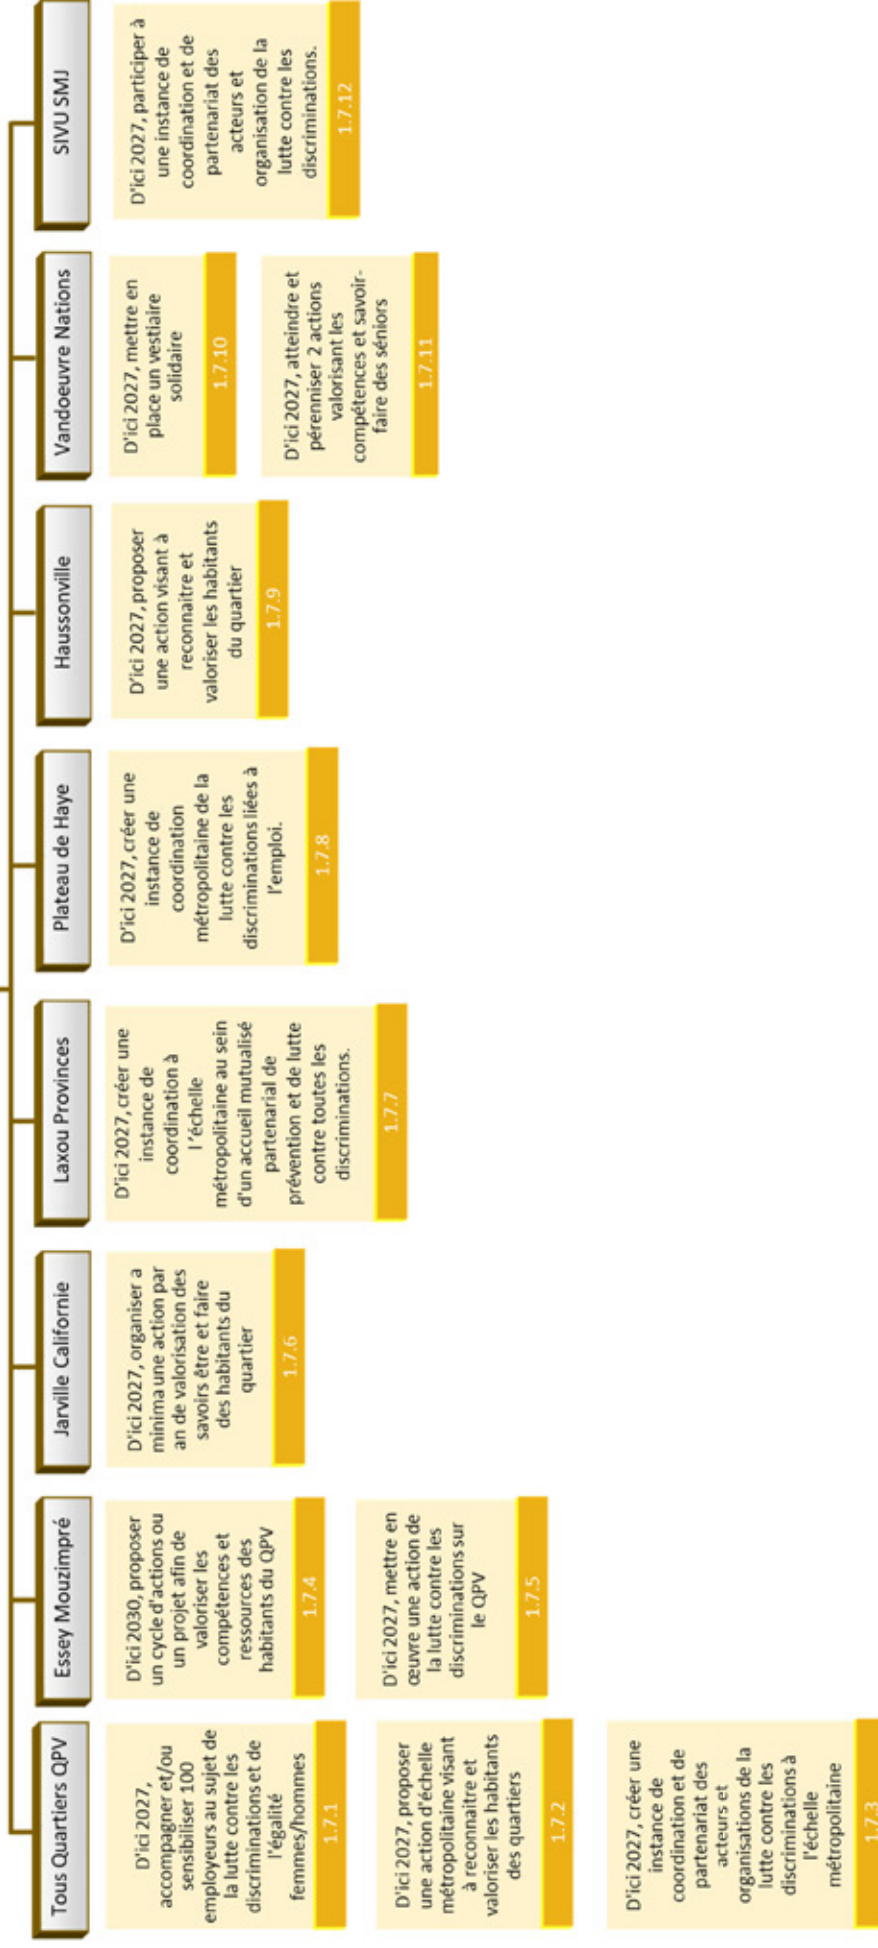 Tous Quartiers QPV
D'ici 2027,
accompagner et/ou
sensibiliser 100
employeurs au sujet de
la lutte contre les
discriminations et de
l'égalité
femmes/hommes
1.7.1
D'ici 2027, proposer
une action d'échelle
métropolitaine visant
à reconnaitre et
valoriser les habitants
des quartiers
1.7.2
D'ici 2027, créer une
instance de
coordination et de
partenariat des
acteurs et
organisations de la
lutte contre les
discriminations à
l'échelle
métropolitaine
1.7.3
Essey Mouzimpré
D'ici 2030, proposer
un cycle d'actions ou
un projet afin de
valoriser les
compétences et
ressources des
habitants du QPV
1.7.4
D'ici 2027, mettre en
œuvre une action de
la lutte contre les
discriminations sur
le QPV
1.7.5
Jarville Californie
D'ici 2027, organiser a
minima une action par
an de valorisation des
savoirs être et faire
des habitants du
quartier
1.7.6
Laxou Provinces
D'ici 2027, créer une
instance de
coordination à
l 'échelle
métropolitaine au sein
d'un accueil mutualisé
partenarial de
prévention et de lutte
contre toutes les
discriminations.
1.7.7
Plateau de Haye
D'ici 2027, créer une
instance de
coordination
métropolitaine de la
lutte contre les
discriminations liées à
l'emploi.
1.7.8
Haussonville
D'ici 2027, proposer
une action visant à
reconnaitre et
valoriser les habitants
du quartier
1.7.9
Vandoeuvre Nations
D'ici 2027, mettre en
place un vestiaire
solidaire
1.7.10
D'ici 2027, atteindre et
pérenniser 2 actions
valorisant les
compétences et savoir-
faire des séniors
1.7.11
SIVU SMJ
D'ici 2027, participer à
une instance de
coordination et de
partenariat des
acteurs et
organisation de la
lutte contre les
discriminations.
1.7.12